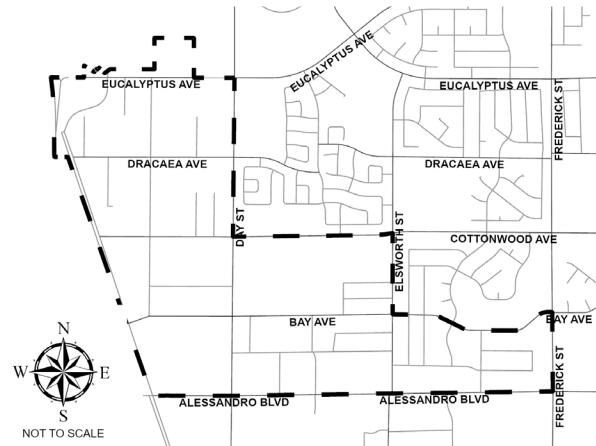 EUCALYPTUS AVE
EUCALYPTUS AVE
EUCALYPTUS AVE
FREDERICK ST
DRACAEA AVE
DRACAEA AVE
DAY ST
ELSWORTH ST
COTTONWOOD AVE
BAY AVE
BAY AVE
FREDERICK ST
ALESSANDRO BLVD
ALESSANDRO BLVD
N
W
E
S
NOT TO SCALE